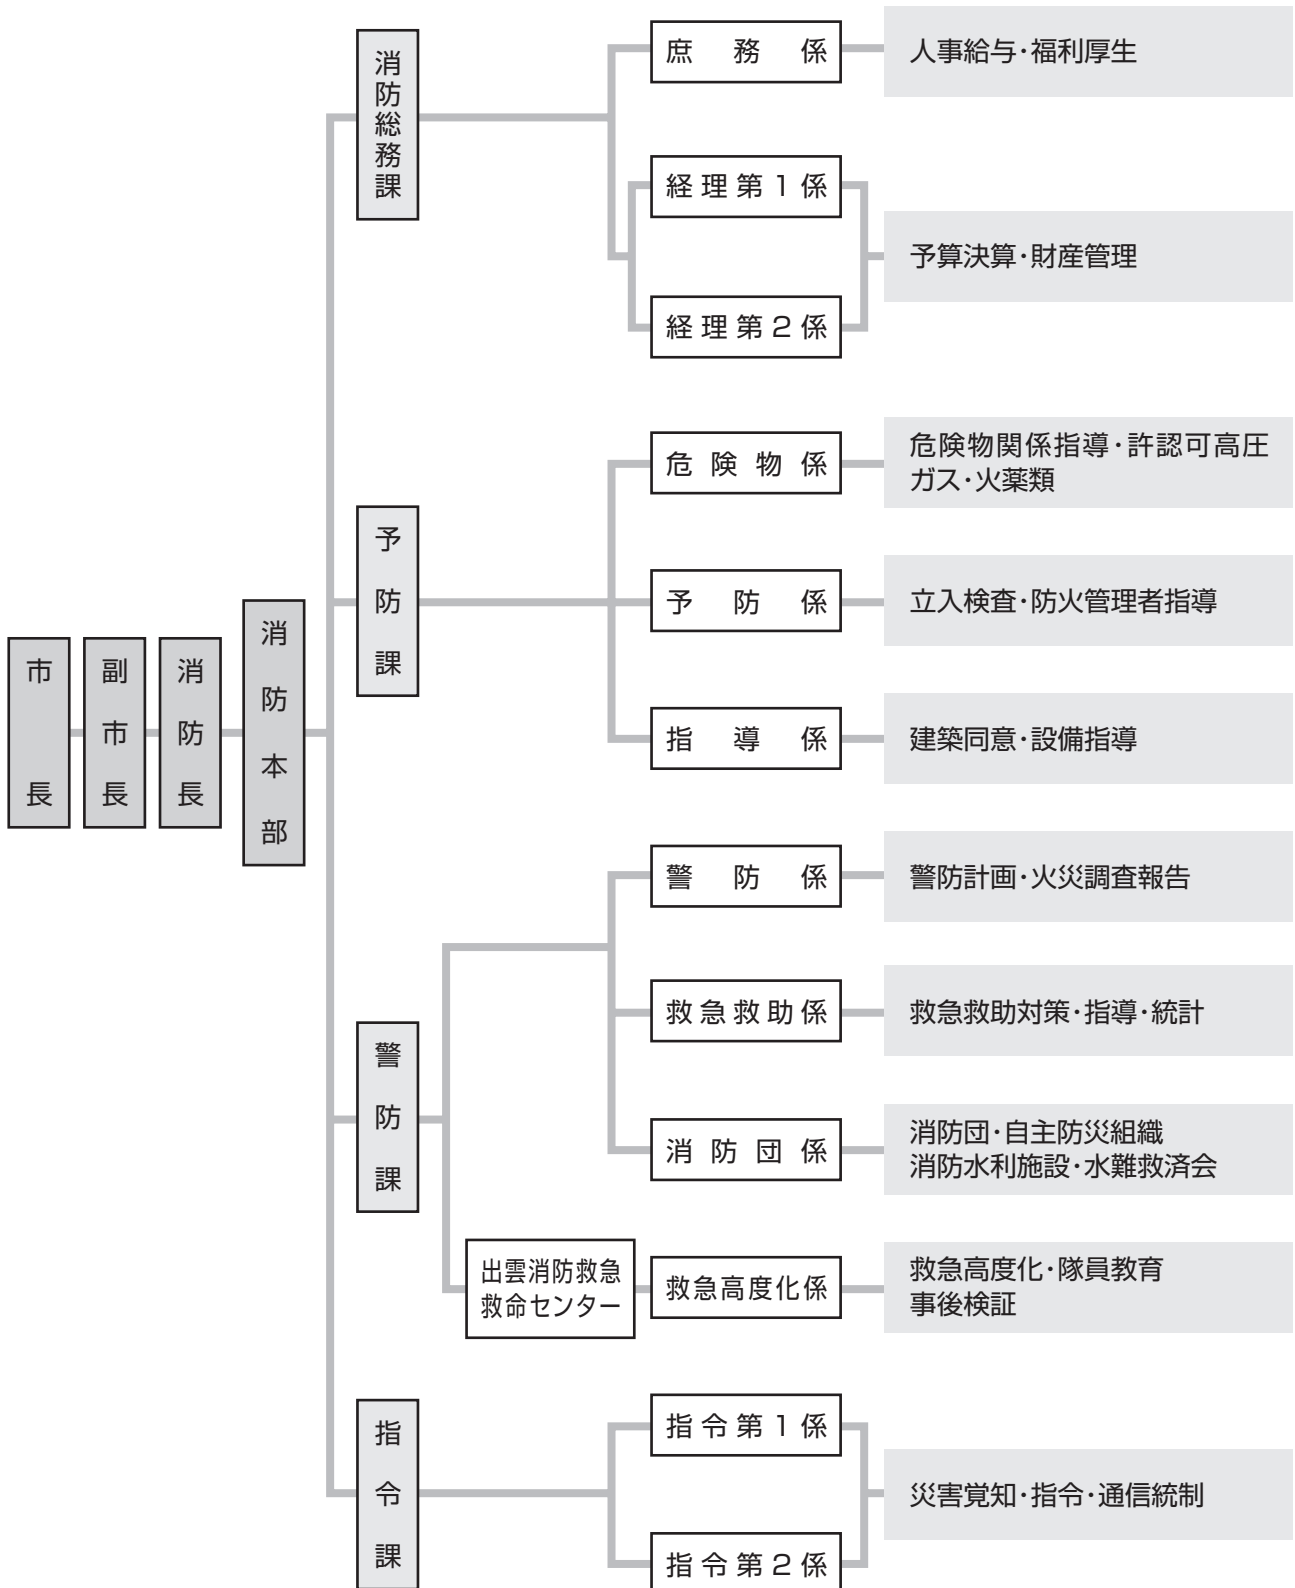 市長
副市長
消防長
消防本部
消防総務課
庶務係
人事給与・福利厚生
経理第1係
経理第2係
予算決算・財産管理
予防課
危険物係
危険物関係指導・許認可高圧
ガス・火薬類
予防係
立入検査・防火管理者指導
指導係
建築同意・設備指導
警防課
警防係
警防計画・火災調査報告
救急救助係
救急救助対策・指導・統計
消防団係
消防団・自主防災組織
消防水利施設・水難救済会
出雲消防救急
救命センター
救急高度化係
救急高度化・隊員教育
事後検証
指令課
指令第1係
指令第2係
災害覚知・指令・通信統制